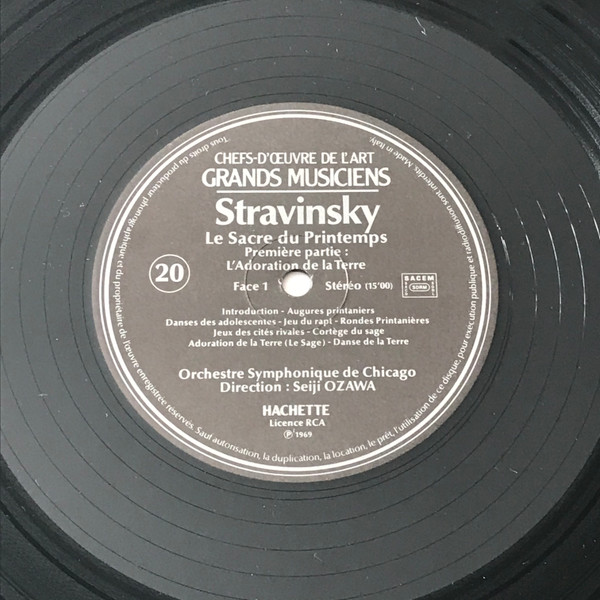 CHEFS-D'ŒUVRE DE L'ART
GRANDS MUSICIENS
Stravinsky
Le Sacre du Printemps
Première partie :
L'Adoration de la Terre
20
Face 1
Stéréo (15'00)
SACEM
SDRM
Introduction - Augures printaniers
Danses des adolescentes - Jeu du rapt - Rondes Printanières
Jeux des cités rivales - Cortège du sage
Adoration de la Terre (Le Sage) - Danse de la Terre
Orchestre Symphonique de Chicago
Direction : Seiji OZAWA
HACHETTE
Licence RCA
℗ 1969
Tous droits du producteur phonographique et du propriétaire de l'œuvre enregistrée réservés. Sauf autorisation, la duplication, la location, le prêt, l'utilisation de ce disque, pour exécution publique et radiodiffusion sont interdits. Made in Italy.